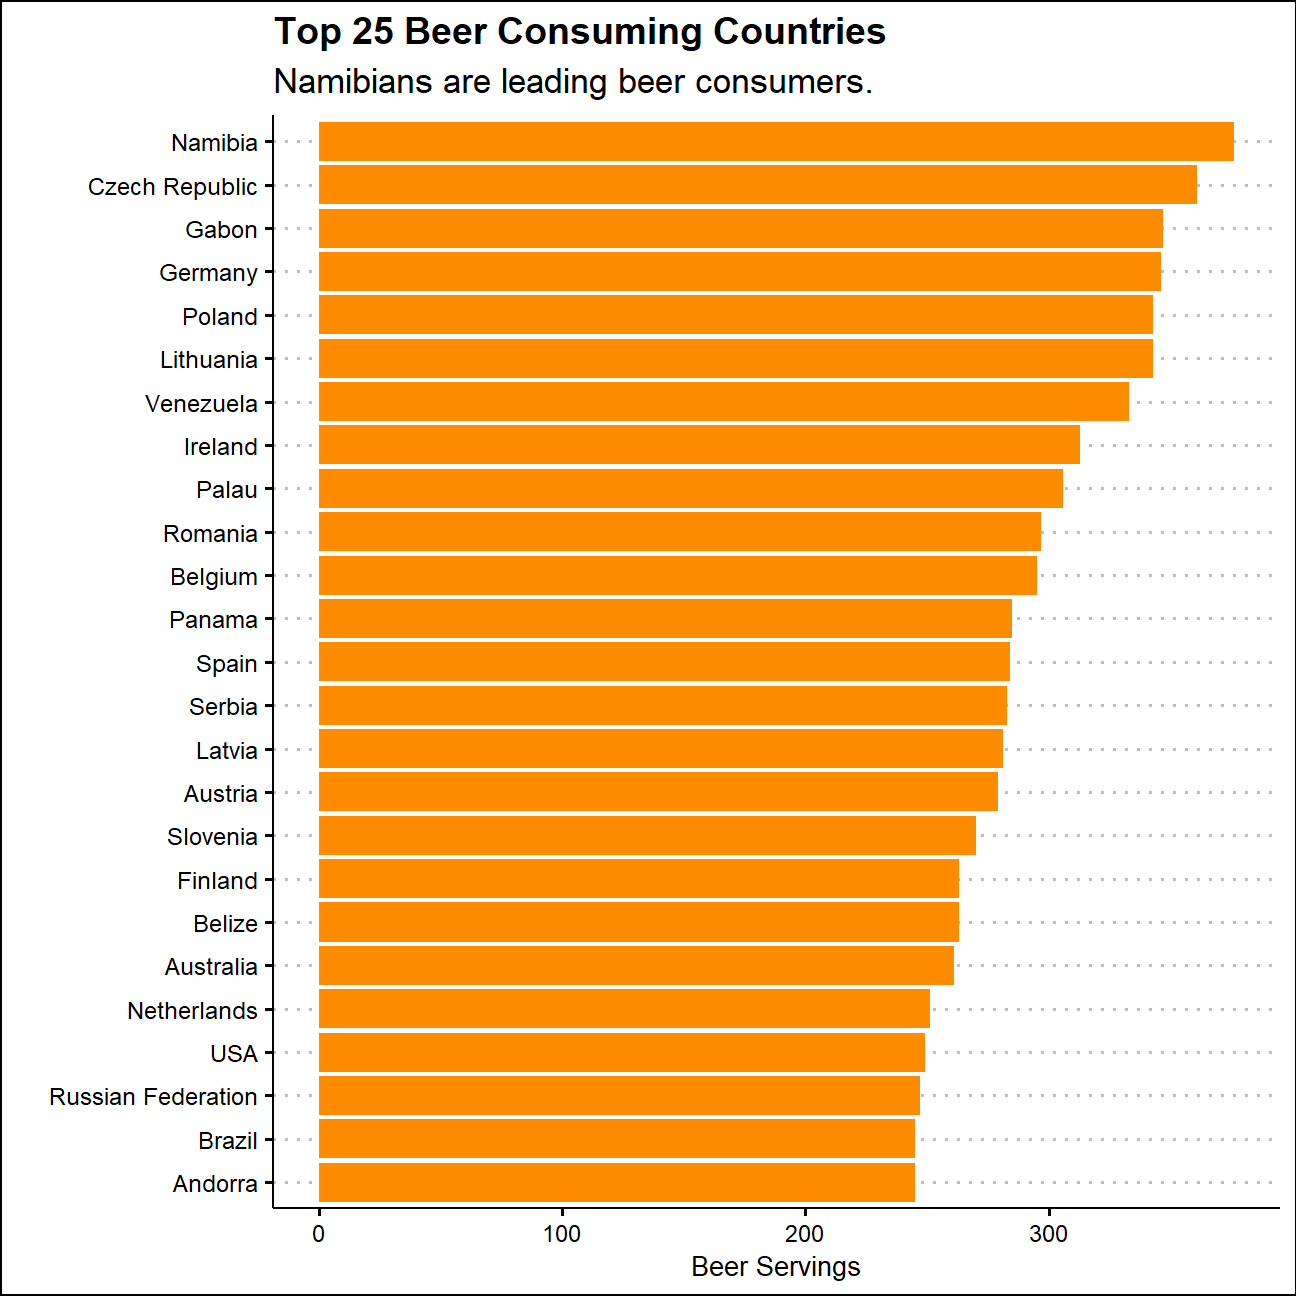 Top 25 Beer Consuming Countries
Namibians are leading beer consumers.
Namibia
Czech Republic
Gabon
Germany
Poland
Lithuania
Venezuela
Ireland
Palau
Romania
Belgium
Panama
Spain
Serbia
Latvia
Austria
Slovenia
Finland
Belize
Australia
Netherlands
USA
Russian Federation
Brazil
Andorra
0 100 200 300
Beer Servings